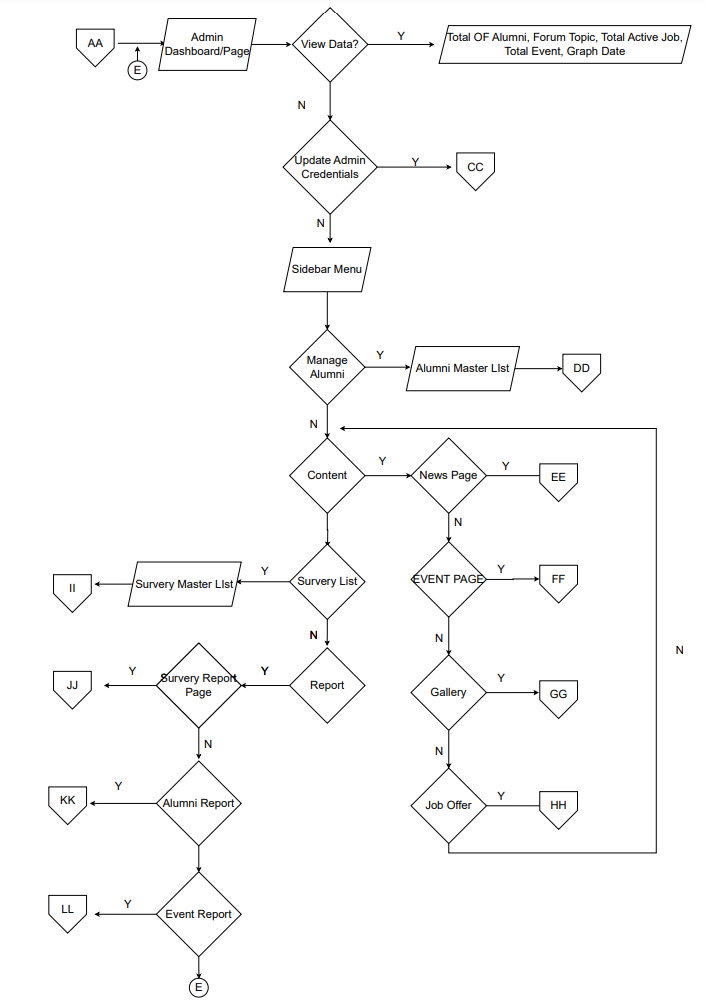 AA
E
Admin
Dashboard/Page
View Data?
Y
Total OF Alumni, Forum Topic, Total Active Job,
Total Event, Graph Date
N
Update Admin
Credentials
Y
CC
N
Sidebar Menu
Manage
Alumni
Y
Alumni Master LIst
DD
N
Content
Y
News Page
Y
EE
N
II
Survery Master LIst
Y
Survery List
EVENT PAGE
Y
FF
N
N
N
JJ
Y
Survery Report
Page
Y
Report
Gallery
Y
GG
N
N
KK
Y
Alumni Report
Job Offer
Y
HH
LL
Y
Event Report
E